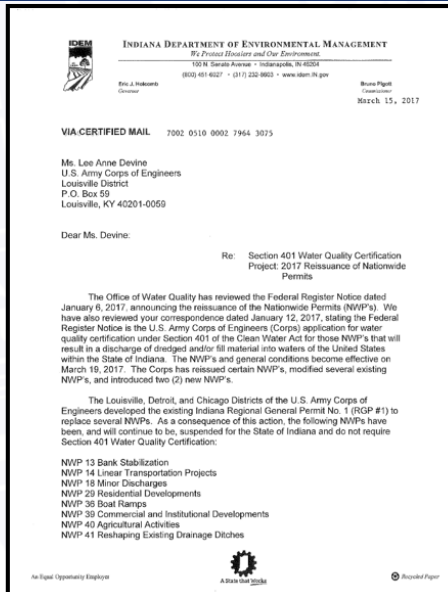 IDEM
INDIANA DEPARTMENT OF ENVIRONMENTAL MANAGEMENT
We Protect Hoosiers and Our Environment.
100 N. Senate Avenue • Indianapolis, IN 46204
(800) 451-6027 • (317) 232-8603 • www.idem.IN.gov
Eric J. Holcomb
Governor
Bruno Pigott
Commissioner
March 15, 2017
VIA CERTIFIED MAIL 7002 0510 0002 7964 3075
Ms. Lee Anne Devine
U.S. Army Corps of Engineers
Louisville District
P.O. Box 59
Louisville, KY 40201-0059
Dear Ms. Devine:
Re: Section 401 Water Quality Certification
Project: 2017 Reissuance of Nationwide
Permits
The Office of Water Quality has reviewed the Federal Register Notice dated
January 6, 2017, announcing the reissuance of the Nationwide Permits (NWP's). We
have also reviewed your correspondence dated January 12, 2017, stating the Federal
Register Notice is the U.S. Army Corps of Engineers (Corps) application for water
quality certification under Section 401 of the Clean Water Act for those NWP's that will
result in a discharge of dredged and/or fill material into waters of the United States
within the State of Indiana. The NWP's and general conditions become effective on
March 19, 2017. The Corps has reissued certain NWP's, modified several existing
NWP's, and introduced two (2) new NWP's.
The Louisville, Detroit, and Chicago Districts of the U.S. Army Corps of
Engineers developed the existing Indiana Regional General Permit No. 1 (RGP #1) to
replace several NWPs. As a consequence of this action, the following NWPs have
been, and will continue to be, suspended for the State of Indiana and do not require
Section 401 Water Quality Certification:
NWP 13 Bank Stabilization
NWP 14 Linear Transportation Projects
NWP 18 Minor Discharges
NWP 29 Residential Developments
NWP 36 Boat Ramps
NWP 39 Commercial and Institutional Developments
NWP 40 Agricultural Activities
NWP 41 Reshaping Existing Drainage Ditches
An Equal Opportunity Employer
A State that Works
Recycled Paper